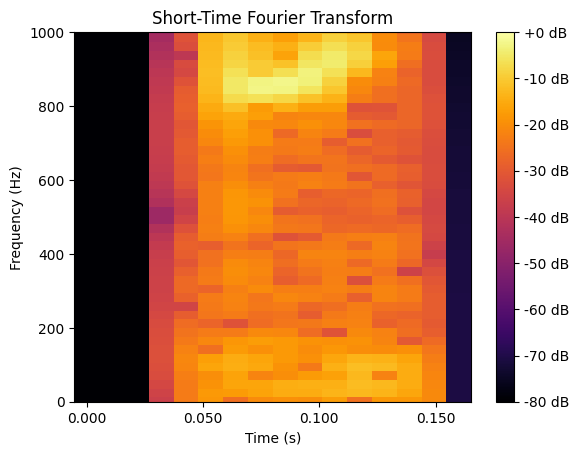 Short-Time Fourier Transform
1000
800
600
400
200
0
Frequency (Hz)
0.000
0.050
0.100
0.150
Time (s)
+0 dB
-10 dB
-20 dB
-30 dB
-40 dB
-50 dB
-60 dB
-70 dB
-80 dB